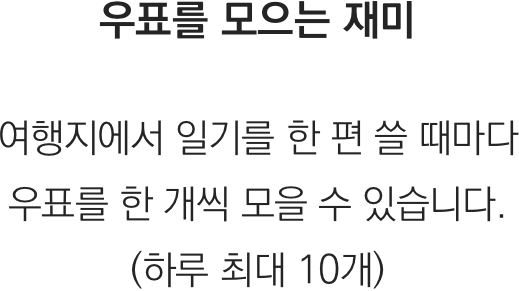 우표를 모으는 재미
여행지에서 일기를 한 편 쓸 때마다
우표를 한 개씩 모을 수 있습니다.
(하루 최대 10개)